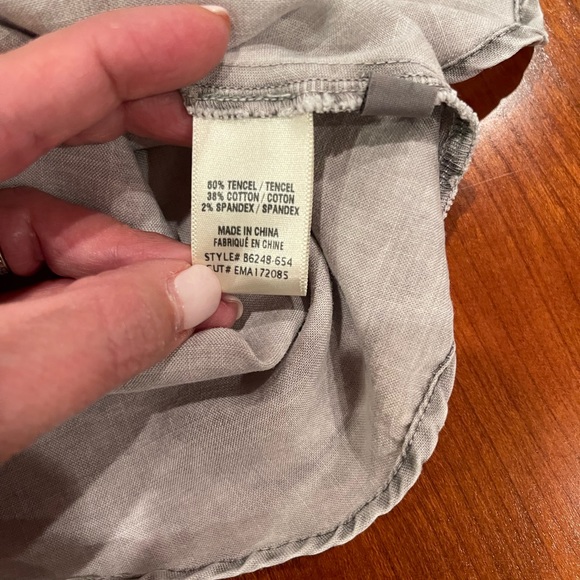 60% TENCEL / TENCEL
38% COTTON / COTON
2% SPANDEX / SPANDEX
MADE IN CHINA
FABRIQUÉ EN CHINE
STYLE# B6248-654
CUT# EMA172085